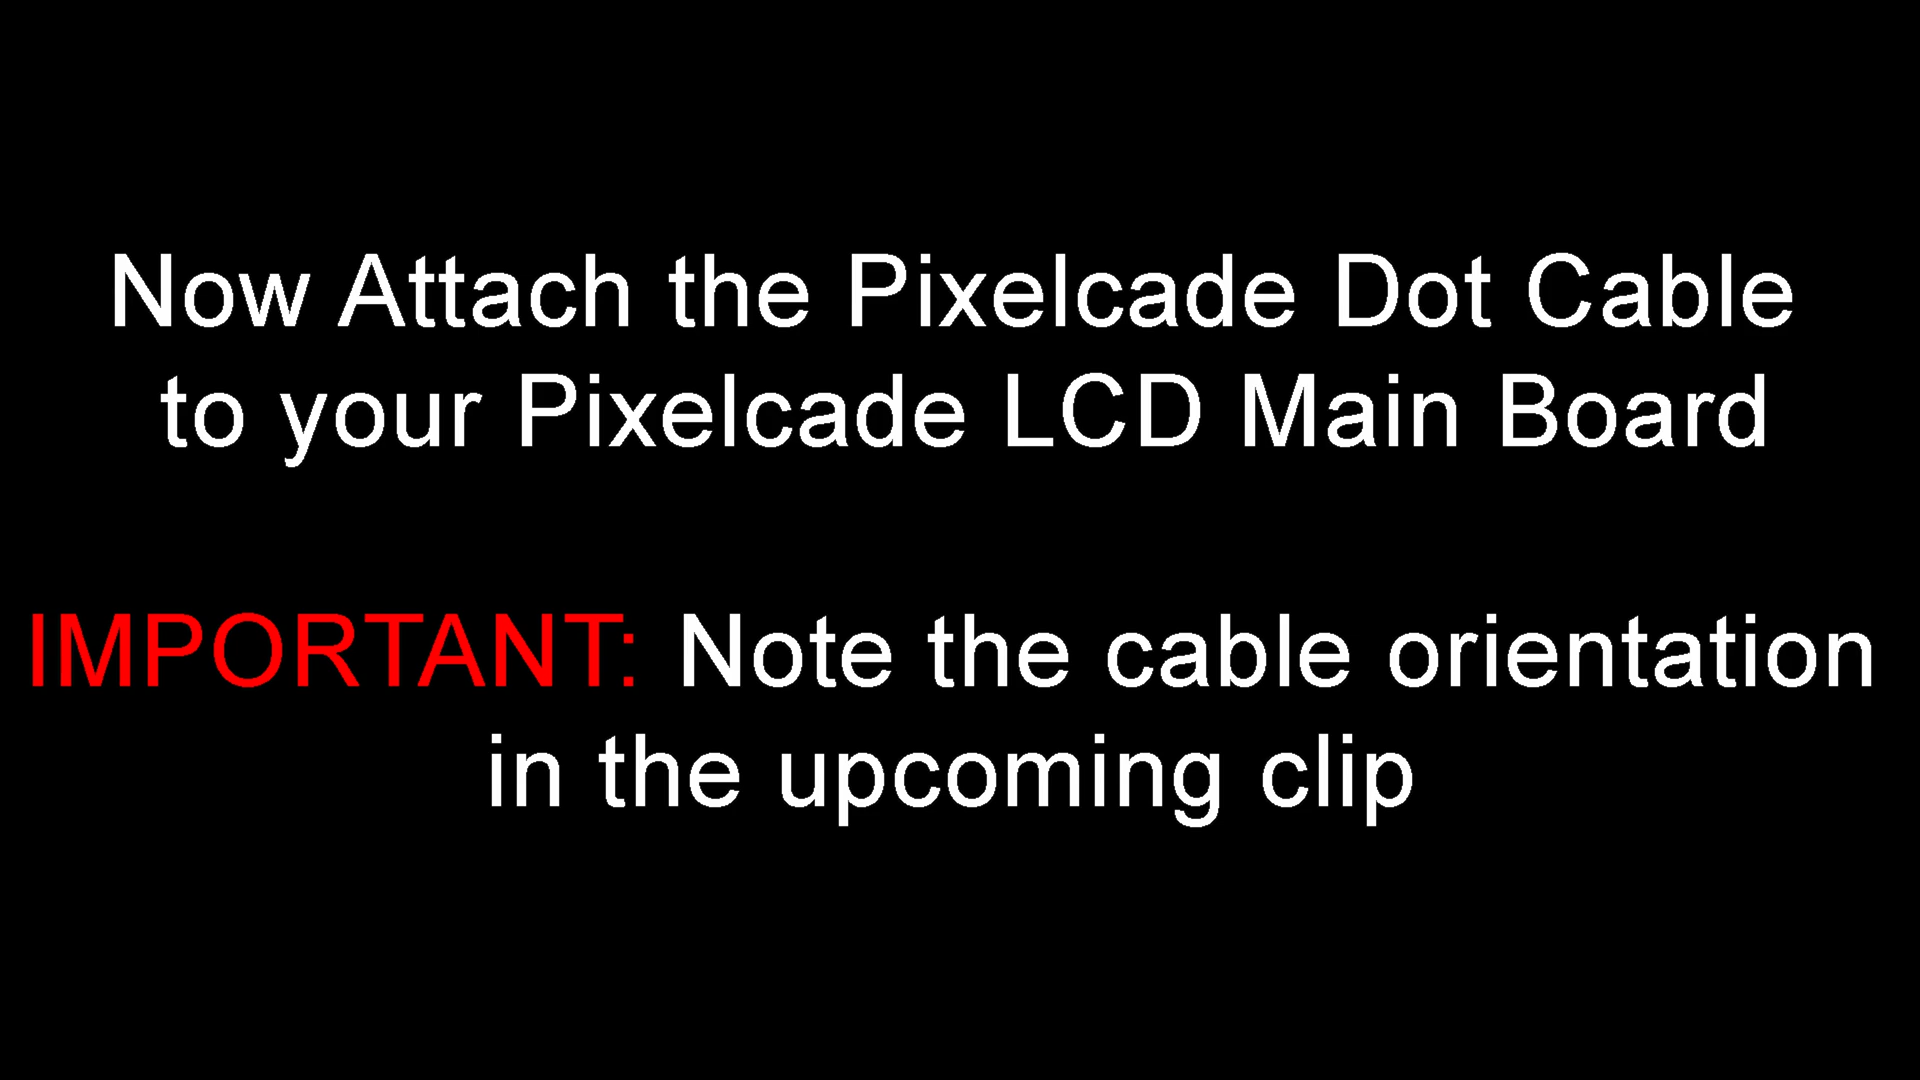 Now Attach the Pixelcade Dot Cable
to your Pixelcade LCD Main Board
IMPORTANT: Note the cable orientation
in the upcoming clip